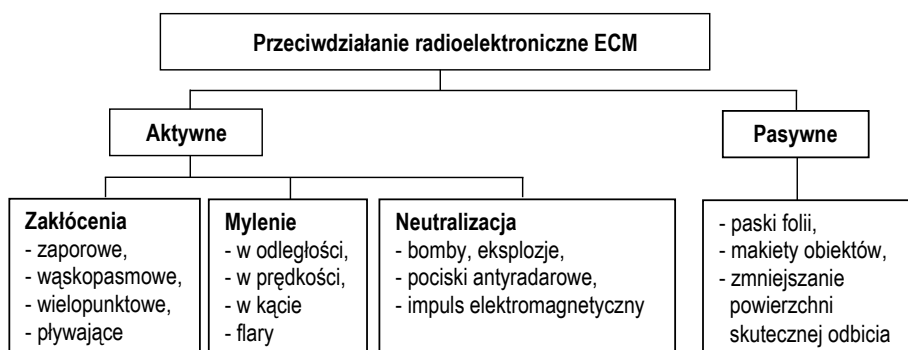 Przeciwdziałanie radioelektroniczne ECM
Aktywne
Pasywne
Zakłócenia
- zaporowe,
- wąskopasmowe,
- wielopunktowe,
- pływające
Mylenie
- w odległości,
- w prędkości,
- w kącie
- flary
Neutralizacja
- bomby, eksplozje,
- pociski antyradarowe,
- impuls elektromagnetyczny
- paski folii,
- makiety obiektów,
- zmniejszanie
powierzchni
skutecznej odbicia